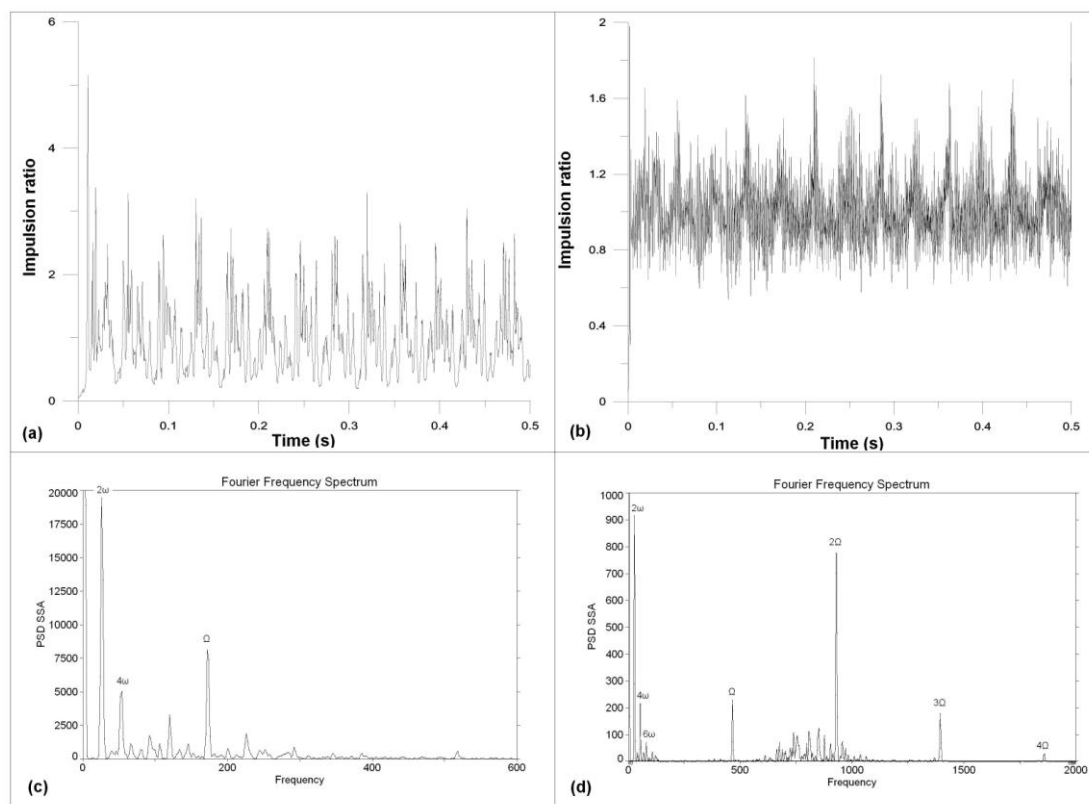 6
4
2
0
Impulsion ratio
0 0.1 0.2 0.3 0.4 0.5
(a) Time (s)
2
1.6
1.2
0.8
0.4
0
Impulsion ratio
0 0.1 0.2 0.3 0.4 0.5
(b) Time (s)
Fourier Frequency Spectrum
20000
17500
15000
12500
10000
7500
5000
2500
0
PSD SSA
2ω
4ω
Ω
0 200 400 600
Frequency
(c)
Fourier Frequency Spectrum
1000
900
800
700
600
500
400
300
200
100
0
PSD SSA
2ω
4ω
6ω
Ω
2Ω
3Ω
4Ω
0 500 1000 1500 2000
Frequency
(d)